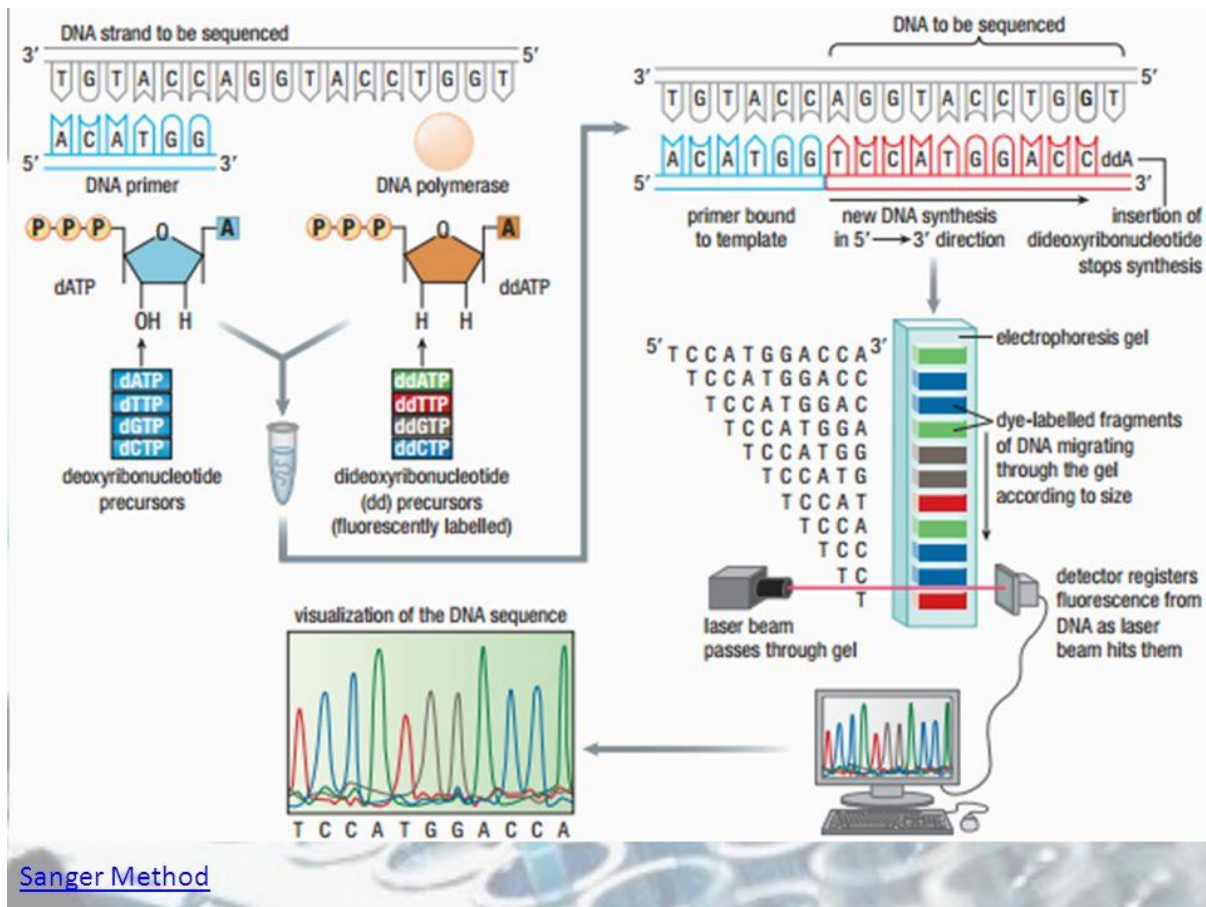 DNA strand to be sequenced
3′ 5′
T G T A C C A G G T A C C T G G T
A C A T G G
5′ 3′
DNA primer
DNA polymerase
P-P-P O A
dATP
OH H
dATP
dTTP
dGTP
dCTP
deoxyribonucleotide
precursors
P-P-P O A
ddATP
H H
ddATP
ddTTP
ddGTP
ddCTP
dideoxyribonucleotide
(dd) precursors
(fluorescently labelled)
DNA to be sequenced
3′ 5′
T G T A C C A G G T A C C T G G T
A C A T G G T C C A T G G A C C ddA
5′ 3′
primer bound
to template
new DNA synthesis
in 5′ 3′ direction
insertion of
dideoxyribonucleotide
stops synthesis
electrophoresis gel
5′ T C C A T G G A C C A 3′
T C C A T G G A C C
T C C A T G G A C
T C C A T G G A
T C C A T G G
T C C A T G
T C C A T
T C C A
T C C
T C
T
dye-labelled fragments
of DNA migrating
through the gel
according to size
laser beam
passes through gel
detector registers
fluorescence from
DNA as laser
beam hits them
visualization of the DNA sequence
T C C A T G G A C C A
Sanger Method